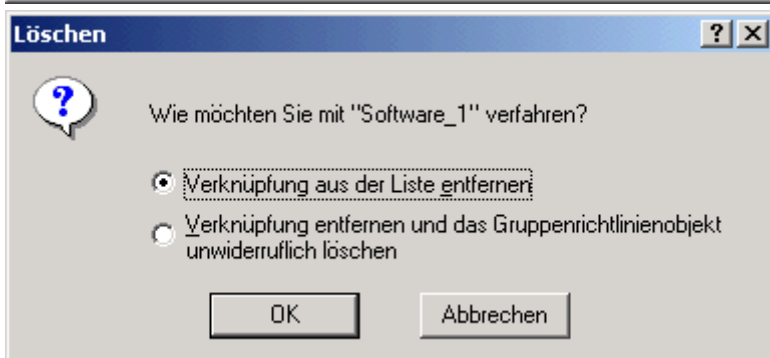 Löschen
Wie möchten Sie mit "Software_1" verfahren?
Verknüpfung aus der Liste entfernen
Verknüpfung entfernen und das Gruppenrichtlinienobjekt
unwiderruflich löschen
OK Abbrechen